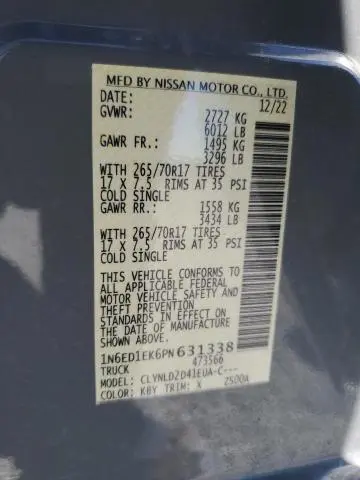 MFD BY NISSAN MOTOR CO., LTD.
DATE: 12/22
GVWR: 2727 KG
6012 LB
GAWR FR.: 1495 KG
3296 LB
WITH 265/70R17 TIRES
17 X 7.5 RIMS AT 35 PSI
COLD SINGLE
GAWR RR.: 1558 KG
3434 LB
WITH 265/70R17 TIRES
17 X 7.5 RIMS AT 35 PSI
COLD SINGLE
THIS VEHICLE CONFORMS TO
ALL APPLICABLE FEDERAL
MOTOR VEHICLE SAFETY AND
THEFT PREVENTION
STANDARDS IN EFFECT ON
THE DATE OF MANUFACTURE
SHOWN ABOVE.
1N6ED1EK6PN631338
TRUCK 473566
MODEL: CLYNLD2D41EUA-C---
COLOR: KBY TRIM: X 2500A